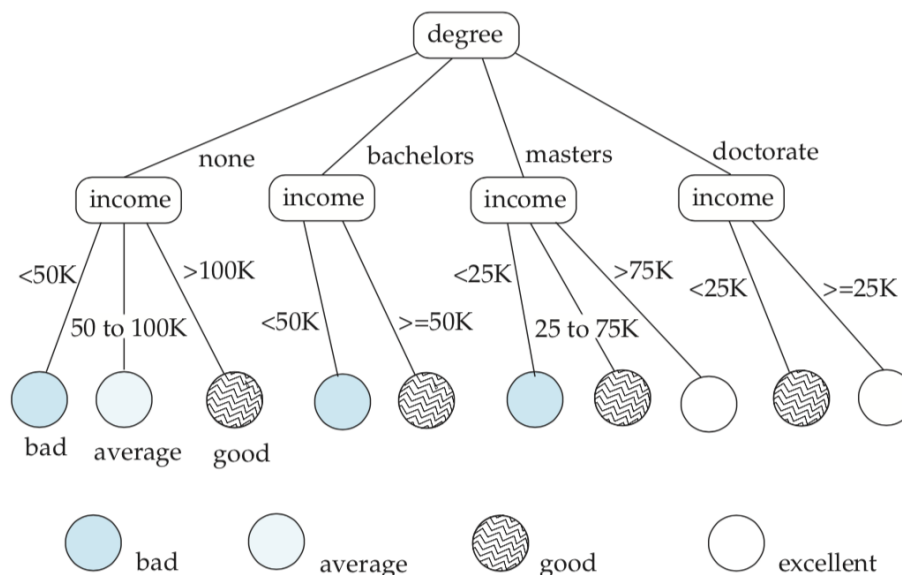 degree
none
bachelors
masters
doctorate
income
income
income
income
<50K
50 to 100K
>100K
<50K
>=50K
<25K
25 to 75K
>75K
<25K
>=25K
bad
average
good
bad
average
good
excellent